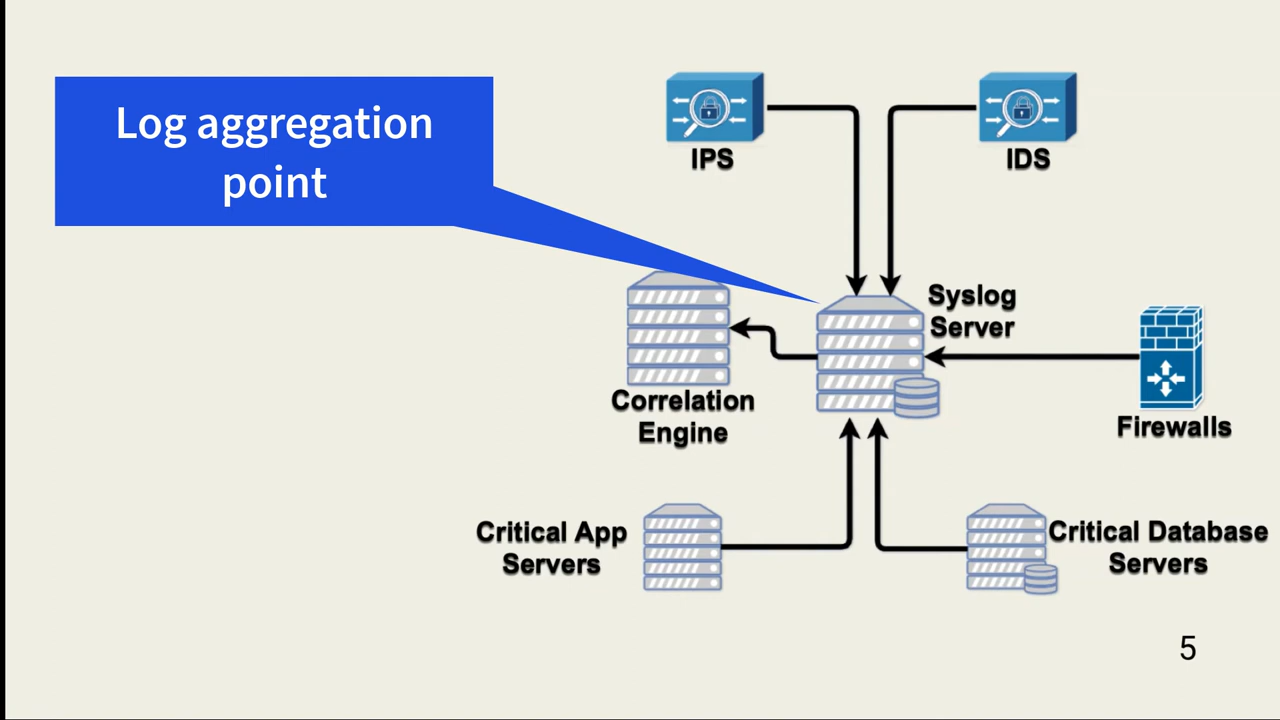 Log aggregation
point
IPS
IDS
Syslog
Server
Correlation
Engine
Firewalls
Critical App
Servers
Critical Database
Servers
5